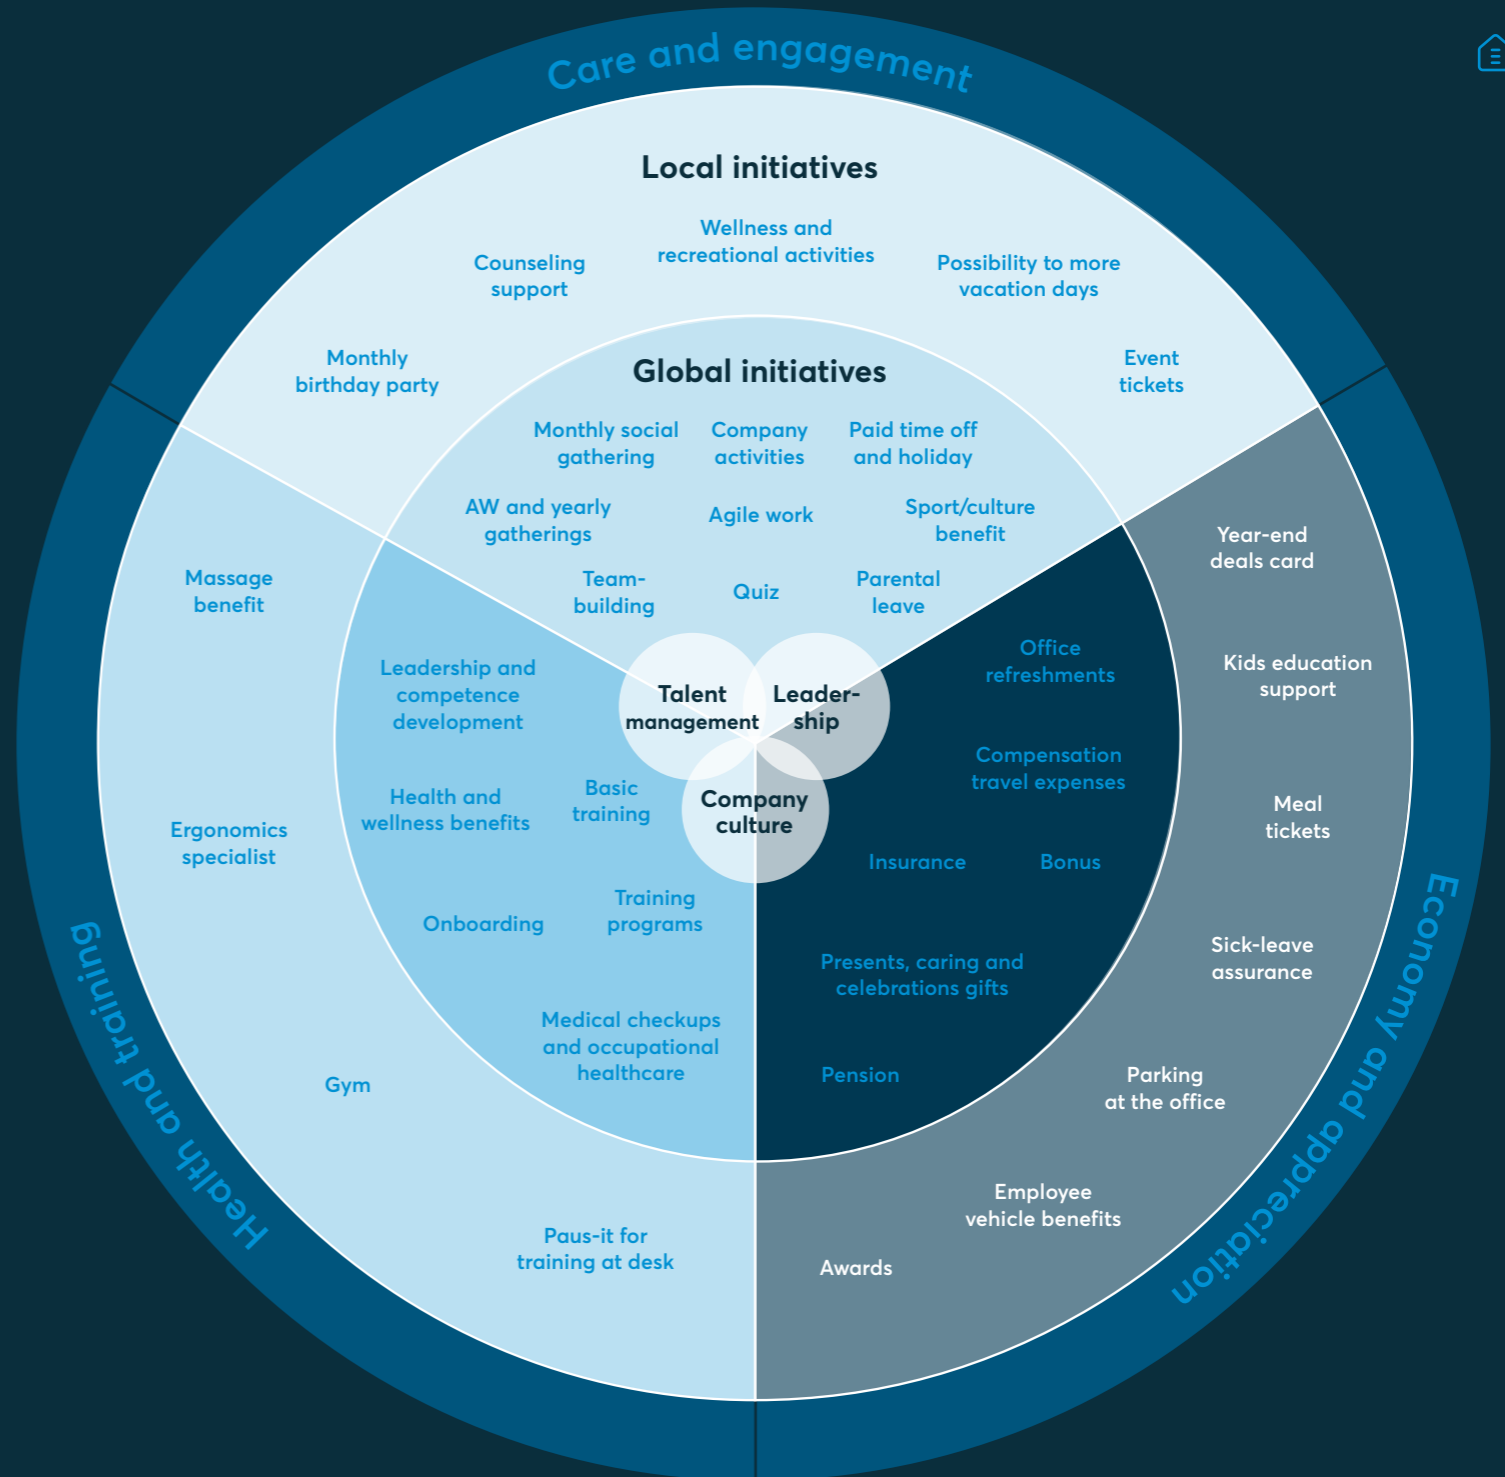 Care and engagement
Local initiatives
Wellness and
recreational activities
Counseling
support
Possibility to more
vacation days
Monthly
birthday party
Event
tickets
Global initiatives
Monthly social
gathering
Company
activities
Paid time off
and holiday
AW and yearly
gatherings
Agile work
Sport/culture
benefit
Team-
building
Quiz
Parental
leave
Talent
management
Leader-
ship
Company
culture
Economy and appreciation
Year-end
deals card
Kids education
support
Meal
tickets
Sick-leave
assurance
Parking
at the office
Employee
vehicle benefits
Awards
Office
refreshments
Compensation
travel expenses
Insurance
Bonus
Presents, caring and
celebrations gifts
Pension
Health and training
Massage
benefit
Ergonomics
specialist
Gym
Paus-it for
training at desk
Leadership and
competence
development
Health and
wellness benefits
Basic
training
Onboarding
Training
programs
Medical checkups
and occupational
healthcare